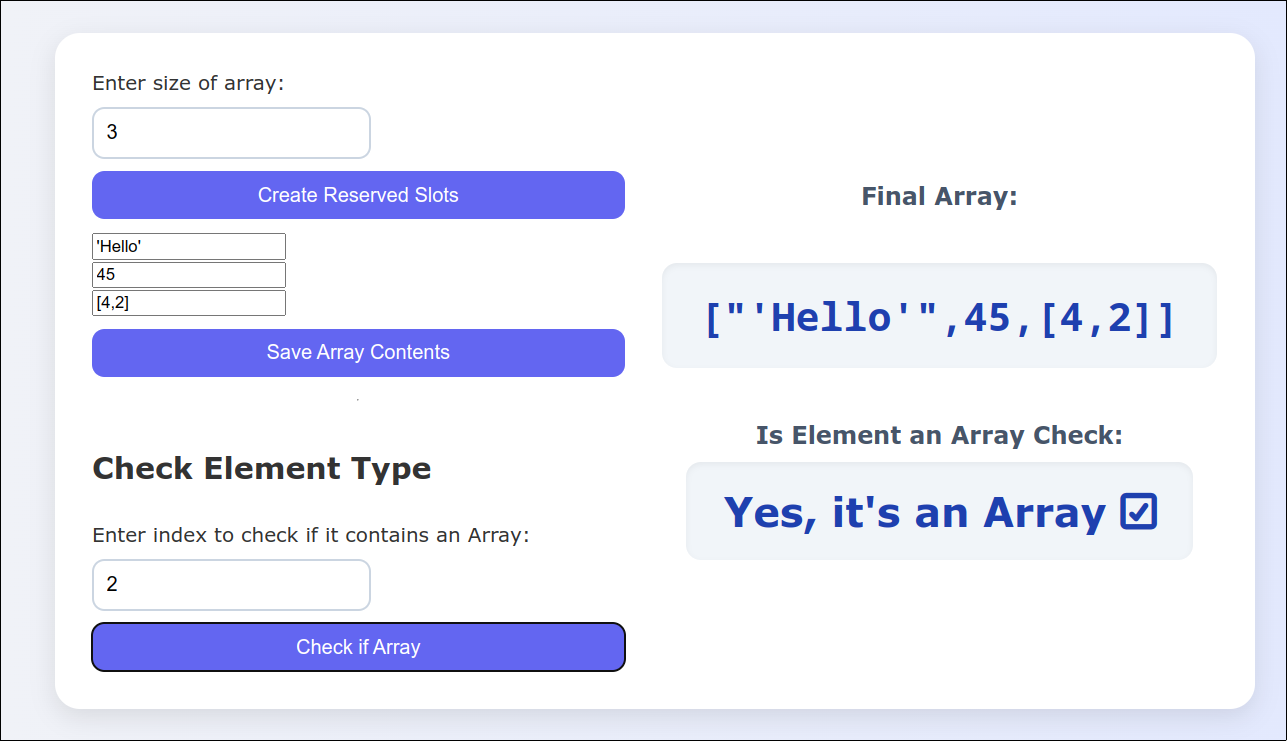 Enter size of array:
3
Create Reserved Slots
'Hello'
45
[4,2]
Save Array Contents
Check Element Type
Enter index to check if it contains an Array:
2
Check if Array
Final Array:
["'Hello'",45,[4,2]]
Is Element an Array Check:
Yes, it's an Array ☑